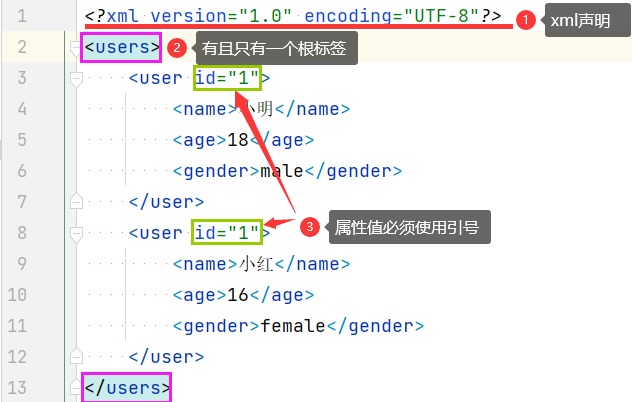 1 <?xml version="1.0" encoding="UTF-8"?> 1 xml声明
2 <users> 2 有且只有一个根标签
3 <user id="1">
4 <name>小明</name>
5 <age>18</age>
6 <gender>male</gender>
7 </user>
8 <user id="1"> 3 属性值必须使用引号
9 <name>小红</name>
10 <age>16</age>
11 <gender>female</gender>
12 </user>
13 </users>